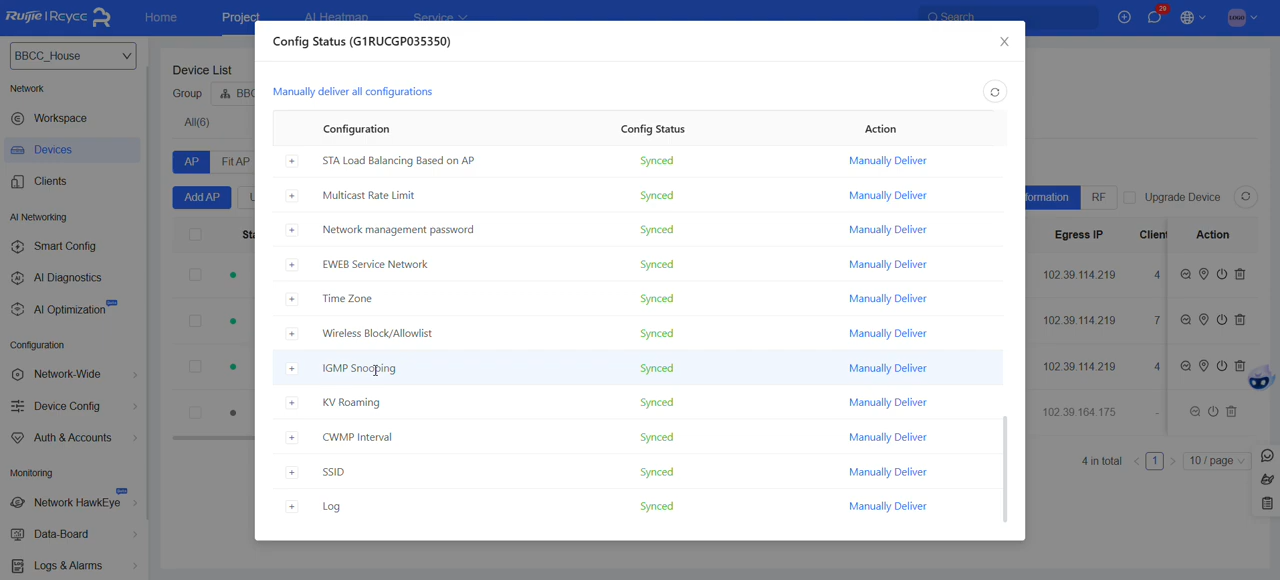 Ruijie | Rcycc
Home
Project
AI Heatmap
Service
Search
29
LOGO
BBCC_House
Network
Workspace
Devices
Clients
AI Networking
Smart Config
AI Diagnostics
AI Optimization
Configuration
Network-Wide
Device Config
Auth & Accounts
Monitoring
Network HawkEye
Data-Board
Logs & Alarms
Device List
Group
BBC
All(6)
AP
Fit AP
Add AP
Sta
Config Status (G1RUCGP035350)
Manually deliver all configurations
Configuration Config Status Action
STA Load Balancing Based on AP Synced Manually Deliver
Multicast Rate Limit Synced Manually Deliver
Network management password Synced Manually Deliver
EWEB Service Network Synced Manually Deliver
Time Zone Synced Manually Deliver
Wireless Block/Allowlist Synced Manually Deliver
IGMP Snooping Synced Manually Deliver
KV Roaming Synced Manually Deliver
CWMP Interval Synced Manually Deliver
SSID Synced Manually Deliver
Log Synced Manually Deliver
formation RF Upgrade Device
Egress IP Client Action
102.39.114.219 4
102.39.114.219 7
102.39.114.219 4
102.39.164.175 -
4 in total < 1 > 10 / page